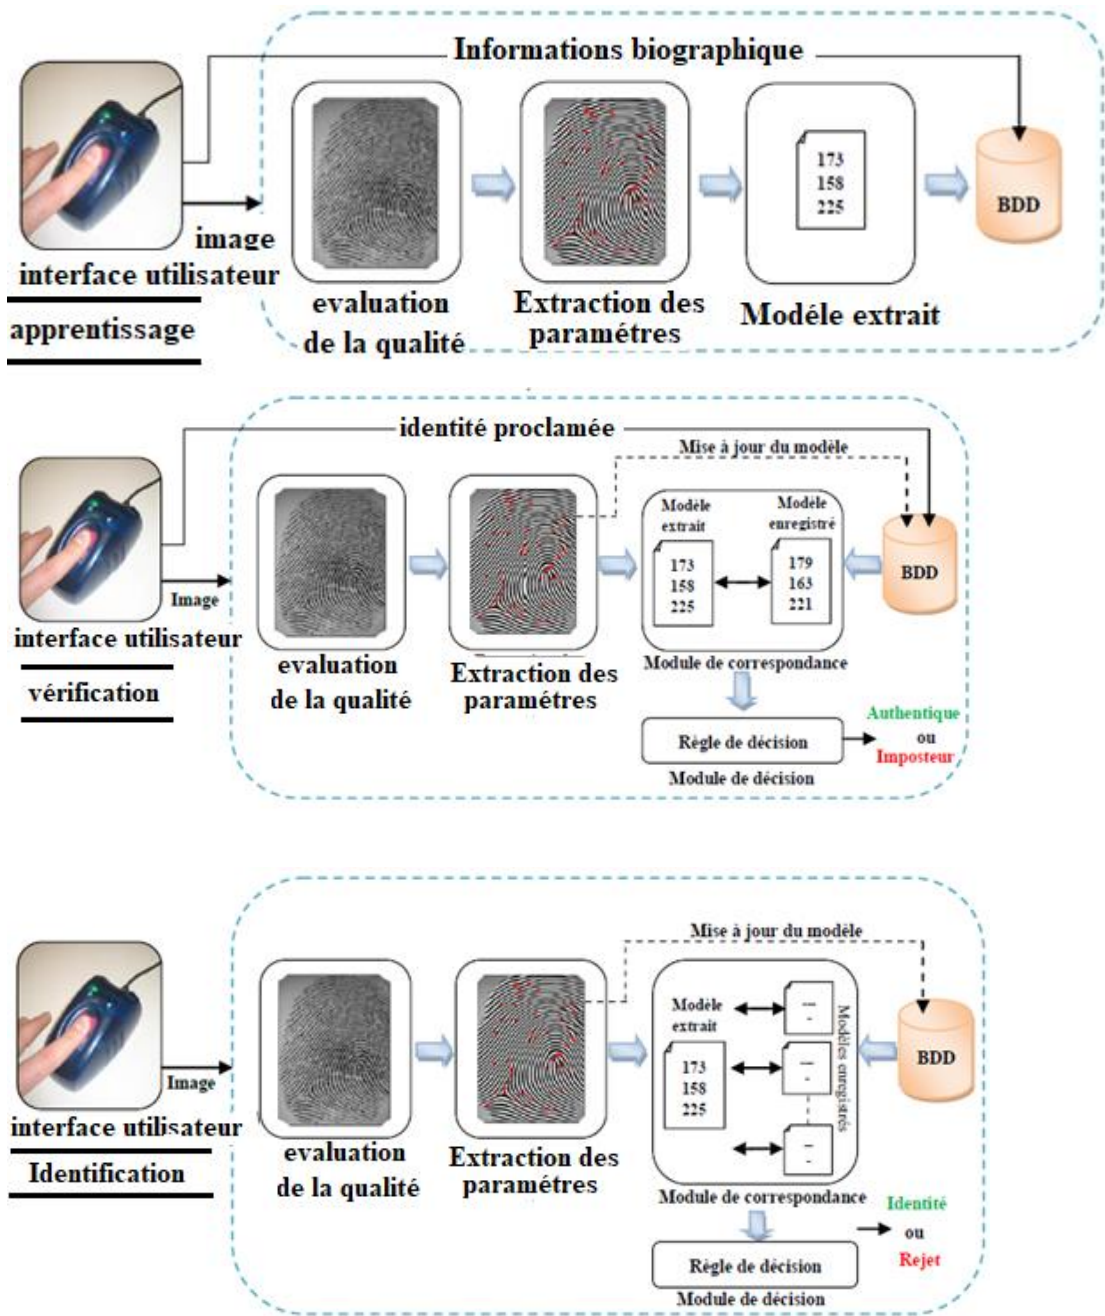 Informations biographique
173
158
225
BDD
image
interface utilisateur
evaluation
de la qualité
Extraction des
paramétres
Modèle extrait
apprentissage
identité proclamée
Mise à jour du modèle
Modèle
extrait
Modèle
enregistré
173
158
225
179
163
221
BDD
Image
interface utilisateur
evaluation
de la qualité
Extraction des
paramètres
Module de correspondance
vérification
Règle de décision
Module de décision
Authentique
ou
Imposteur
Mise à jour du modèle
Modèle
extrait
173
158
225
Modèles enregistrés
BDD
Image
interface utilisateur
evaluation
de la qualité
Extraction des
paramètres
Module de correspondance
Identification
Règle de décision
Module de décision
Identité
ou
Rejet